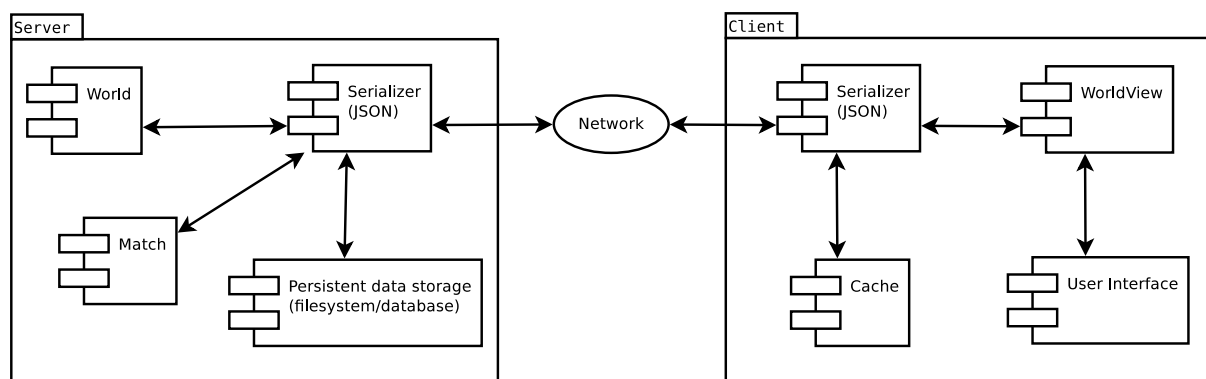 Server
World
Serializer
(JSON)
Match
Persistent data storage
(filesystem/database)
Network
Client
Serializer
(JSON)
WorldView
Cache
User Interface